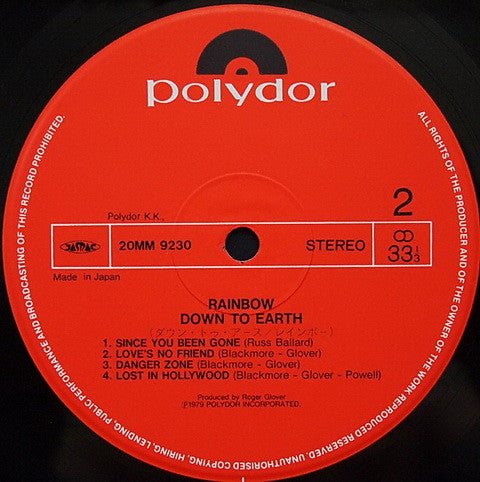 polydor
Polydor K.K.,
2
JASRAC
20MM 9230
STEREO
33 1/3
Made in Japan
RAINBOW
DOWN TO EARTH
(ダウン・トゥ・アース／レインボー)
1. SINCE YOU BEEN GONE (Russ Ballard)
2. LOVE'S NO FRIEND (Blackmore - Glover)
3. DANGER ZONE (Blackmore - Glover)
4. LOST IN HOLLYWOOD (Blackmore - Glover - Powell)
Produced by Roger Glover
℗1979 POLYDOR INCORPORATED.
ALL RIGHTS OF THE PRODUCER AND OF THE OWNER OF THE WORK REPRODUCED RESERVED. UNAUTHORISED COPYING, HIRING, LENDING, PUBLIC PERFORMANCE AND BROADCASTING OF THIS RECORD PROHIBITED.